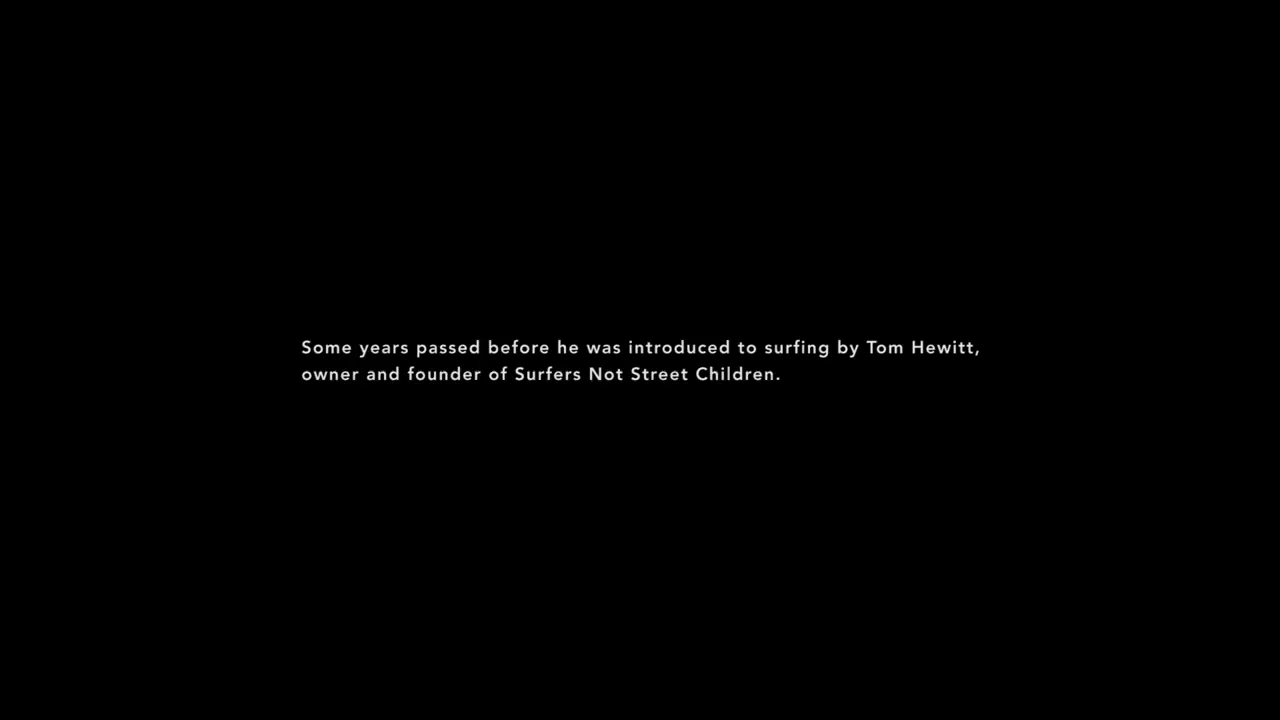 Some years passed before he was introduced to surfing by Tom Hewitt,
owner and founder of Surfers Not Street Children.